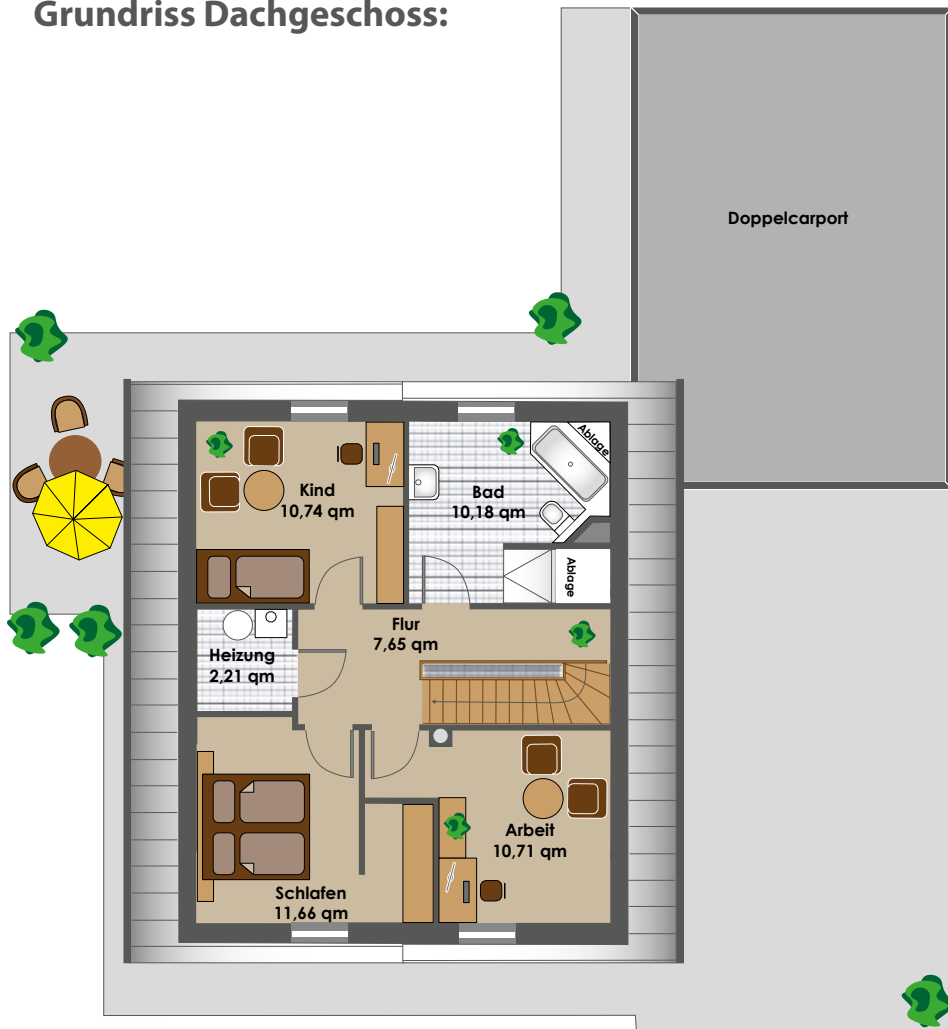 Grundriss Dachgeschoss:
Doppelcarport
Ablage
Kind
10,74 qm
Bad
10,18 qm
Ablage
Flur
7,65 qm
Heizung
2,21 qm
Arbeit
10,71 qm
Schlafen
11,66 qm